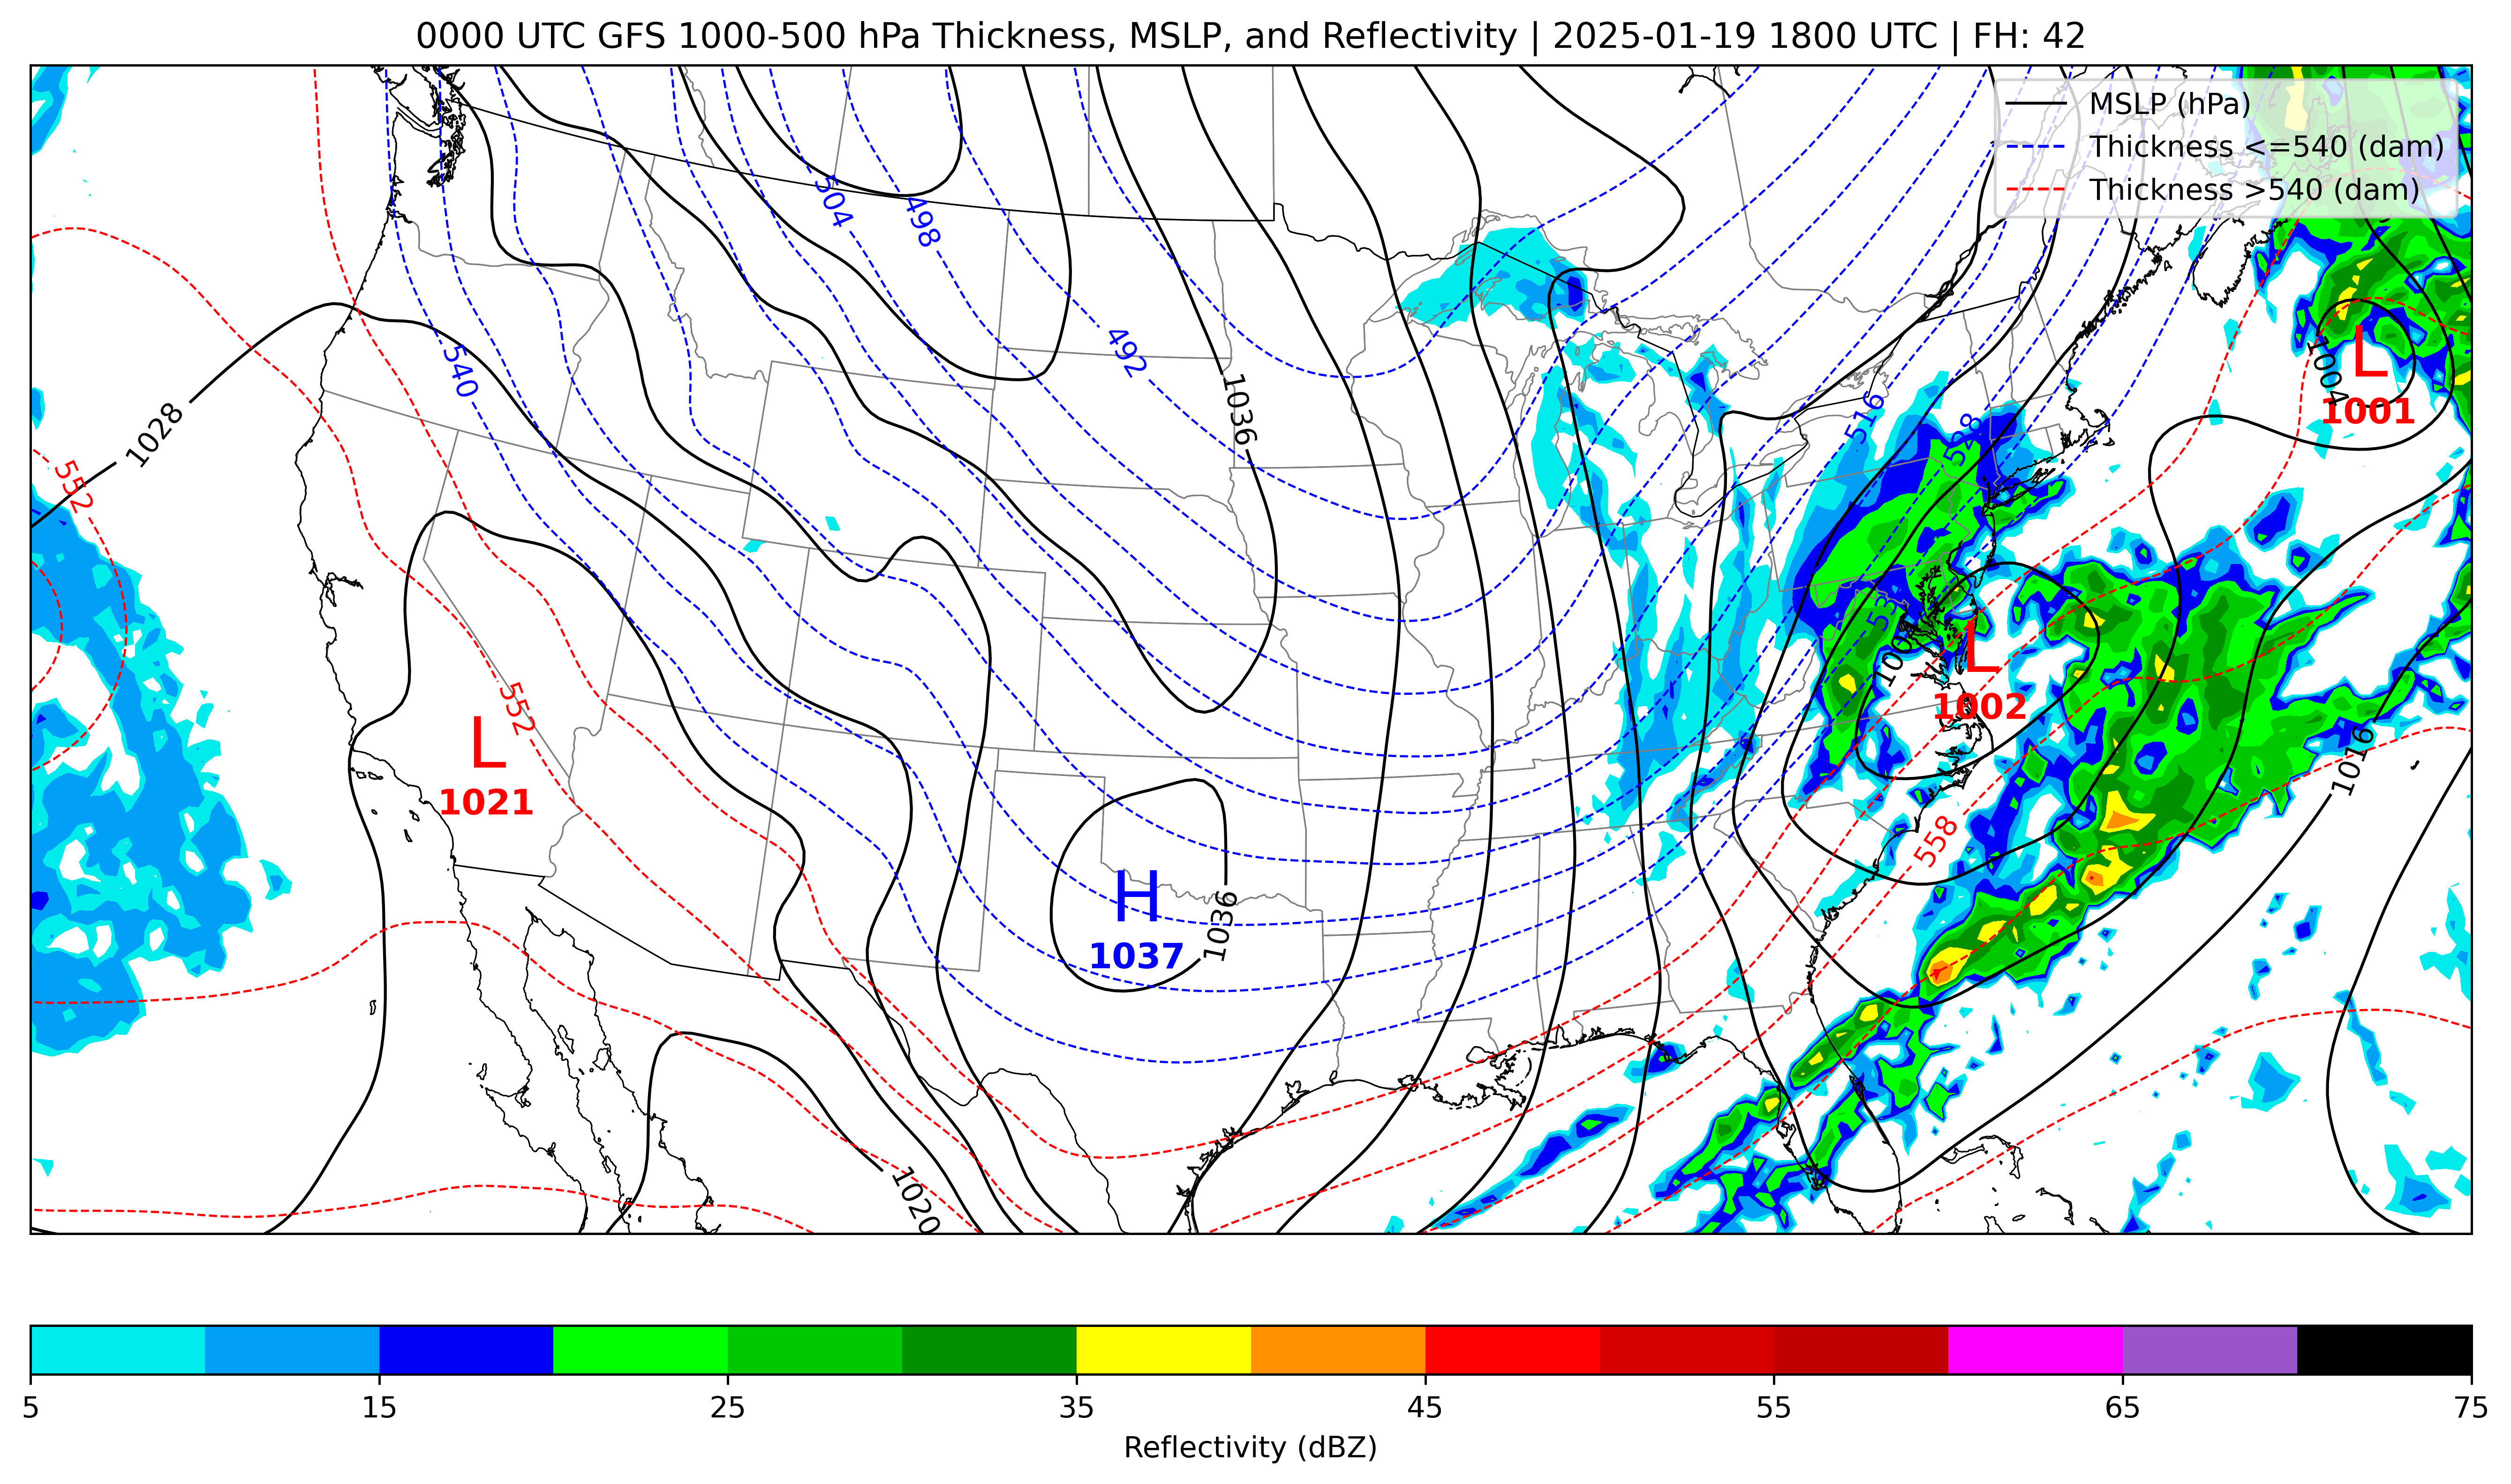 0000 UTC GFS 1000-500 hPa Thickness, MSLP, and Reflectivity | 2025-01-19 1800 UTC | FH: 42
MSLP (hPa)
Thickness <=540 (dam)
Thickness >540 (dam)
504
498
492
540
1028
552
1036
516
528
L
1001
1004
L
1002
L
1021
552
558
1016
H
1037
1036
1020
5 15 25 35 45 55 65 75
Reflectivity (dBZ)